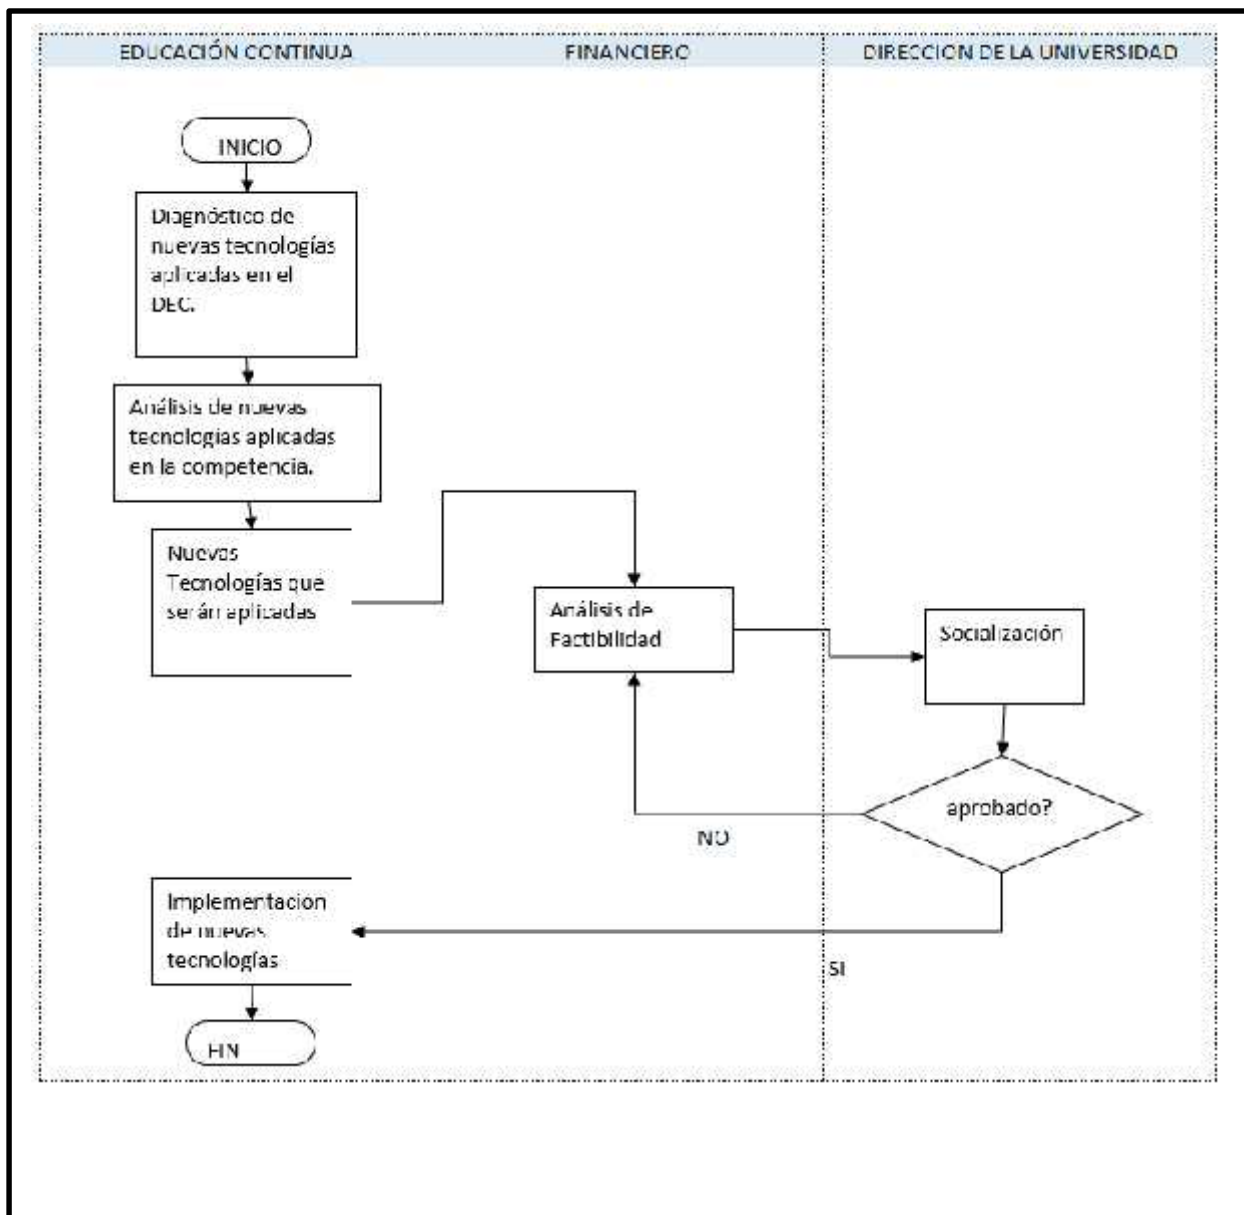 EDUCACIÓN CONTINUA
FINANCIERO
DIRECCION DE LA UNIVERSIDAD
INICIO
Diagnóstico de
nuevas tecnologías
aplicadas en el
DEC.
Análisis de nuevas
tecnologías aplicadas
en la competencia.
Nuevas
Tecnologías que
serán aplicadas
Análisis de
Factibilidad
Socialización
aprobado?
NO
Implementación
de nuevas
tecnologías
SI
FIN